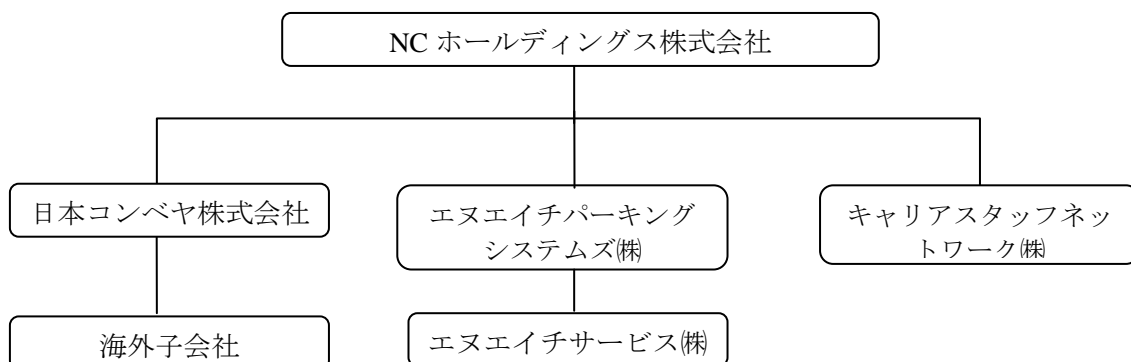 NC ホールディングス株式会社
日本コンベヤ株式会社
エヌエイチパーキング
システムズ㈱
キャリアスタッフネッ
トワーク㈱
海外子会社
エヌエイチサービス㈱